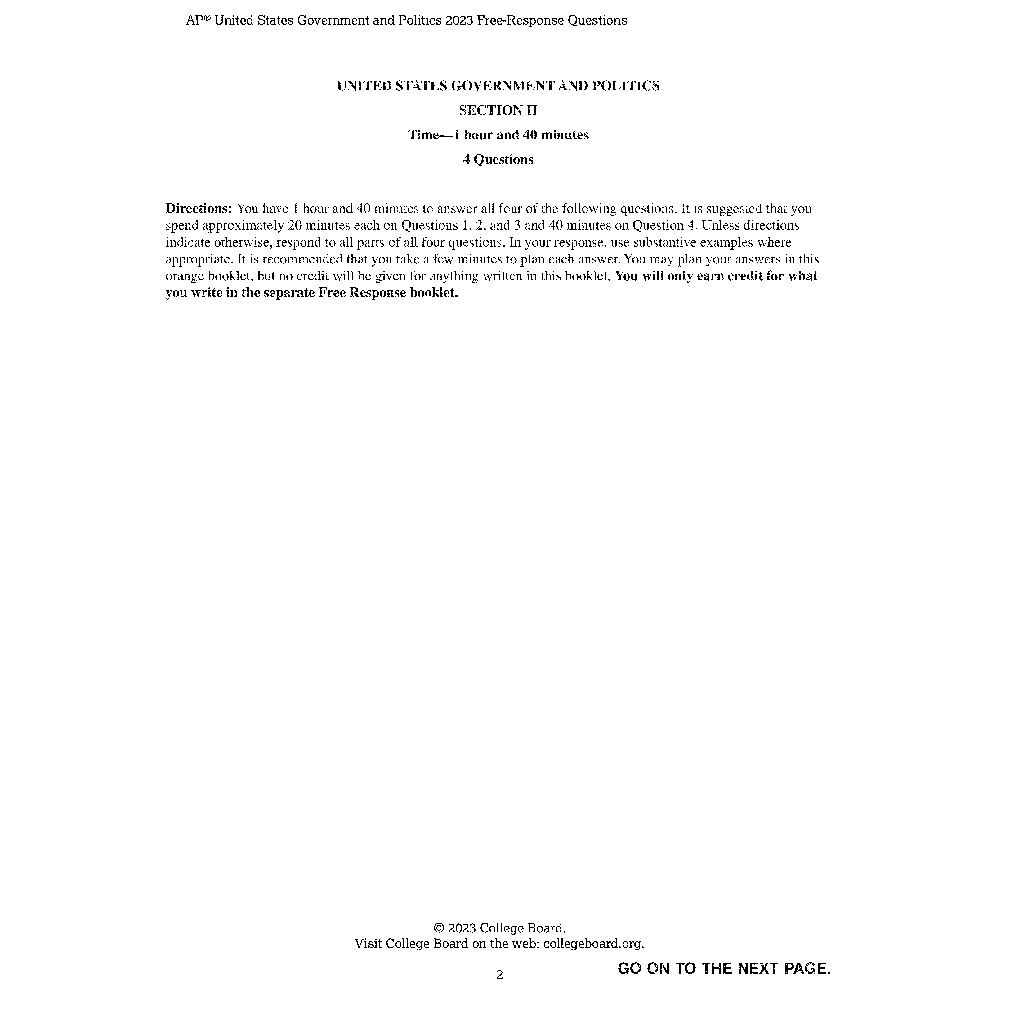 AP® United States Government and Politics 2023 Free-Response Questions
UNITED STATES GOVERNMENT AND POLITICS
SECTION II
Time—1 hour and 40 minutes
4 Questions
Directions: You have 1 hour and 40 minutes to answer all four of the following questions. It is suggested that you
spend approximately 20 minutes each on Questions 1, 2, and 3 and 40 minutes on Question 4. Unless directions
indicate otherwise, respond to all parts of all four questions. In your response, use substantive examples where
appropriate. It is recommended that you take a few minutes to plan each answer. You may plan your answers in this
orange booklet, but no credit will be given for anything written in this booklet. You will only earn credit for what
you write in the separate Free Response booklet.
© 2023 College Board.
Visit College Board on the web: collegeboard.org.
2
GO ON TO THE NEXT PAGE.